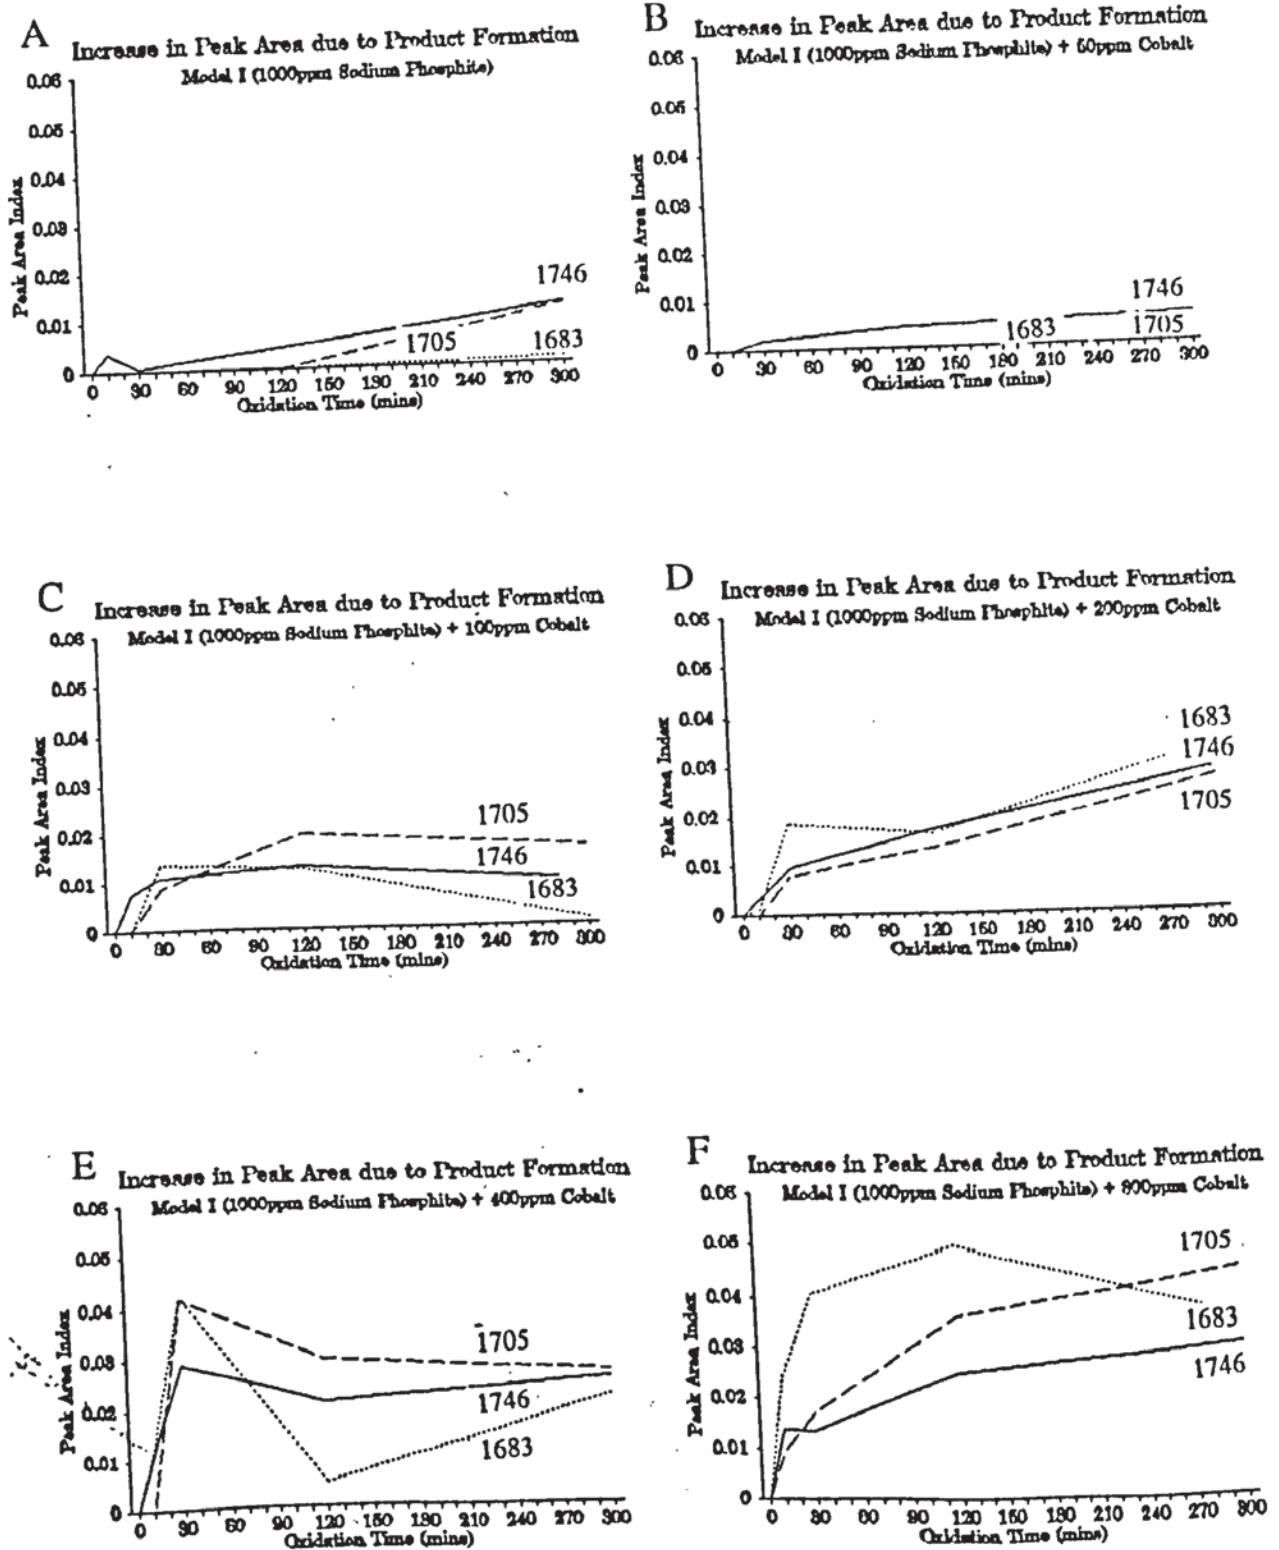 A
Increase in Peak Area due to Product Formation
Model I (1000ppm Sodium Phosphite)
0.06
0.05
0.04
0.03
0.02
0.01
0
Peak Area Index
1746
1705
1683
0 30 60 90 120 150 180 210 240 270 300
Oxidation Time (mins)
B
Increase in Peak Area due to Product Formation
Model I (1000ppm Sodium Phosphite) + 50ppm Cobalt
0.06
0.05
0.04
0.03
0.02
0.01
0
Peak Area Index
1746
1683
1705
0 30 60 90 120 150 180 210 240 270 300
Oxidation Time (mins)
C
Increase in Peak Area due to Product Formation
Model I (1000ppm Sodium Phosphite) + 100ppm Cobalt
0.06
0.05
0.04
0.03
0.02
0.01
0
Peak Area Index
1705
1746
1683
0 30 60 90 120 150 180 210 240 270 300
Oxidation Time (mins)
D
Increase in Peak Area due to Product Formation
Model I (1000ppm Sodium Phosphite) + 200ppm Cobalt
0.06
0.05
0.04
0.03
0.02
0.01
0
Peak Area Index
1683
1746
1705
0 30 60 90 120 150 180 210 240 270 300
Oxidation Time (mins)
E
Increase in Peak Area due to Product Formation
Model I (1000ppm Sodium Phosphite) + 400ppm Cobalt
0.06
0.05
0.04
0.03
0.02
0.01
0
Peak Area Index
1705
1746
1683
0 30 60 90 120 150 180 210 240 270 300
Oxidation Time (mins)
F
Increase in Peak Area due to Product Formation
Model I (1000ppm Sodium Phosphite) + 800ppm Cobalt
0.06
0.05
0.04
0.03
0.02
0.01
0
Peak Area Index
1705
1683
1746
0 30 60 90 120 150 180 210 240 270 300
Oxidation Time (mins)